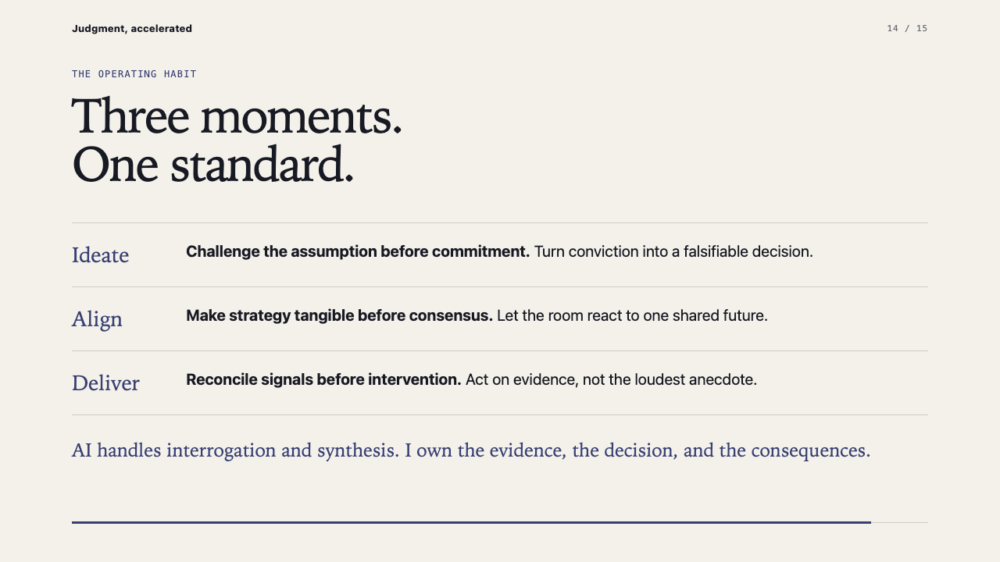 Judgment, accelerated
14 / 15
THE OPERATING HABIT
Three moments.
One standard.
Ideate
Challenge the assumption before commitment. Turn conviction into a falsifiable decision.
Align
Make strategy tangible before consensus. Let the room react to one shared future.
Deliver
Reconcile signals before intervention. Act on evidence, not the loudest anecdote.
AI handles interrogation and synthesis. I own the evidence, the decision, and the consequences.